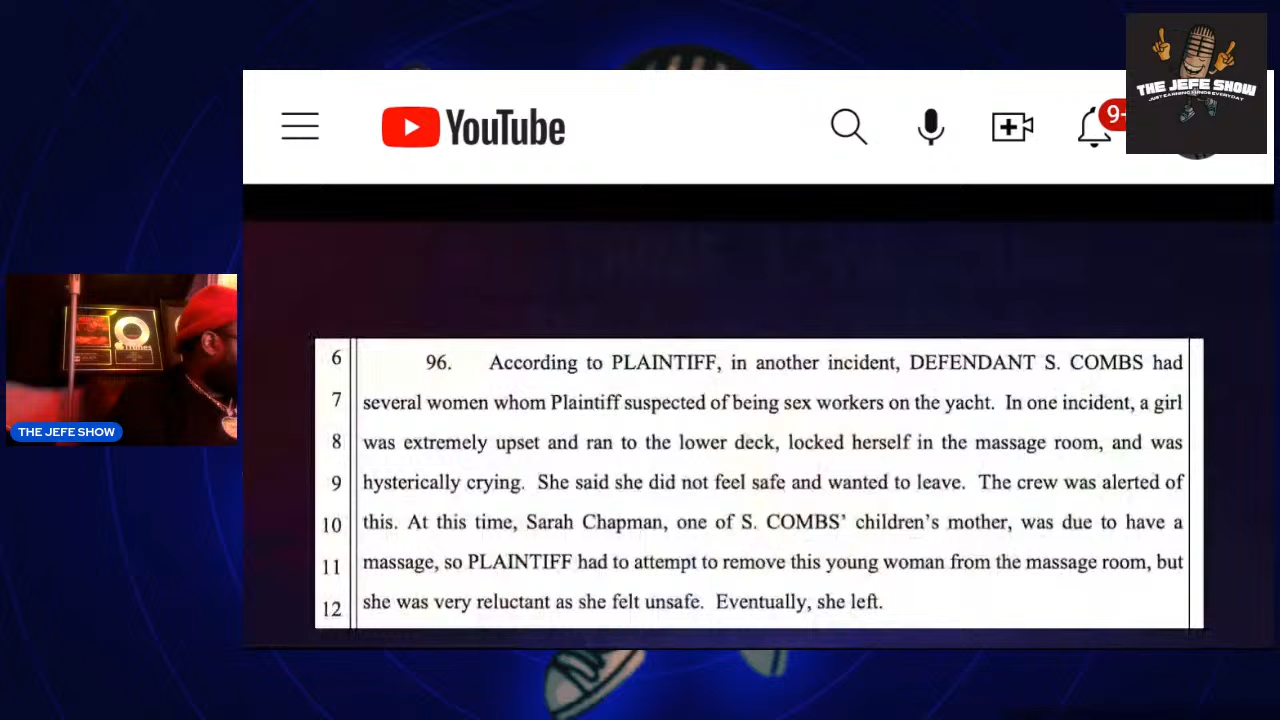 YouTube
9+
THE JEFE SHOW
JUST EARNING FUNDS EVERYDAY
6 96. According to PLAINTIFF, in another incident, DEFENDANT S. COMBS had
7 several women whom Plaintiff suspected of being sex workers on the yacht. In one incident, a girl
8 was extremely upset and ran to the lower deck, locked herself in the massage room, and was
9 hysterically crying. She said she did not feel safe and wanted to leave. The crew was alerted of
10 this. At this time, Sarah Chapman, one of S. COMBS’ children’s mother, was due to have a
11 massage, so PLAINTIFF had to attempt to remove this young woman from the massage room, but
12 she was very reluctant as she felt unsafe. Eventually, she left.
THE JEFE SHOW